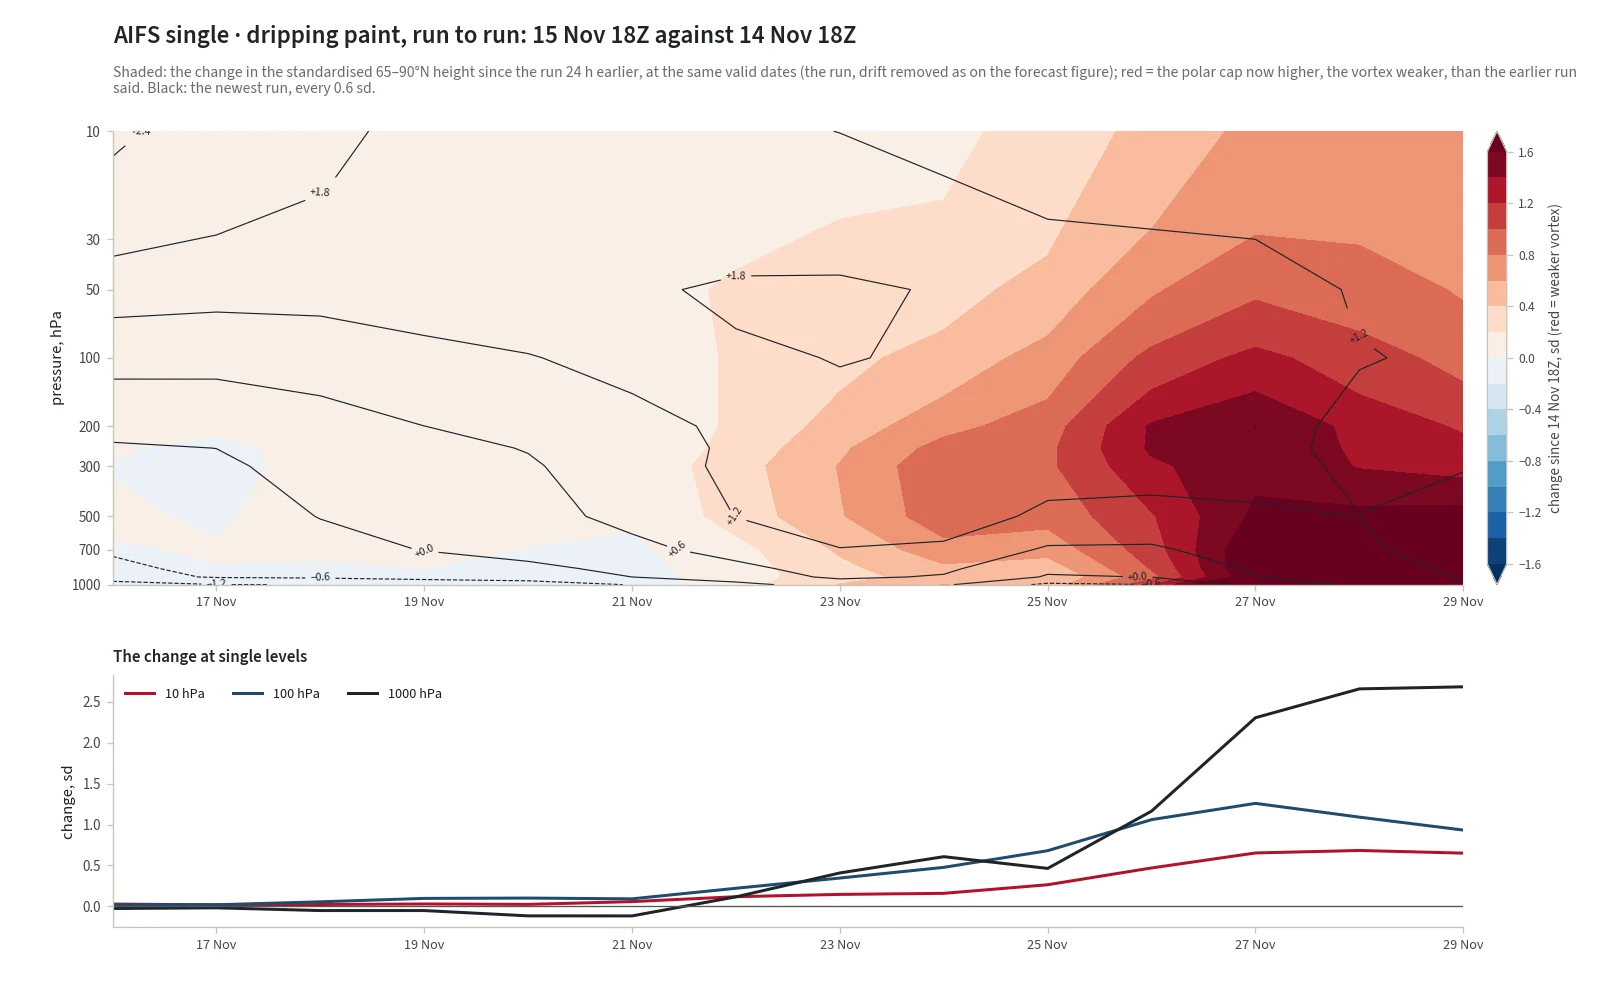 AIFS single · dripping paint, run to run: 15 Nov 18Z against 14 Nov 18Z
Shaded: the change in the standardised 65–90°N height since the run 24 h earlier, at the same valid dates (the run, drift removed as on the forecast figure); red = the polar cap now higher, the vortex weaker, than the earlier run
said. Black: the newest run, every 0.6 sd.
pressure, hPa
10
30
50
100
200
300
500
700
1000
+1.8
+1.8
+1.2
+1.2
+0.6
+0.0
−0.6
+0.0
17 Nov
19 Nov
21 Nov
23 Nov
25 Nov
27 Nov
29 Nov
1.6
1.2
0.8
0.4
0.0
−0.4
−0.8
−1.2
−1.6
change since 14 Nov 18Z, sd (red = weaker vortex)
The change at single levels
10 hPa
100 hPa
1000 hPa
change, sd
2.5
2.0
1.5
1.0
0.5
0.0
17 Nov
19 Nov
21 Nov
23 Nov
25 Nov
27 Nov
29 Nov